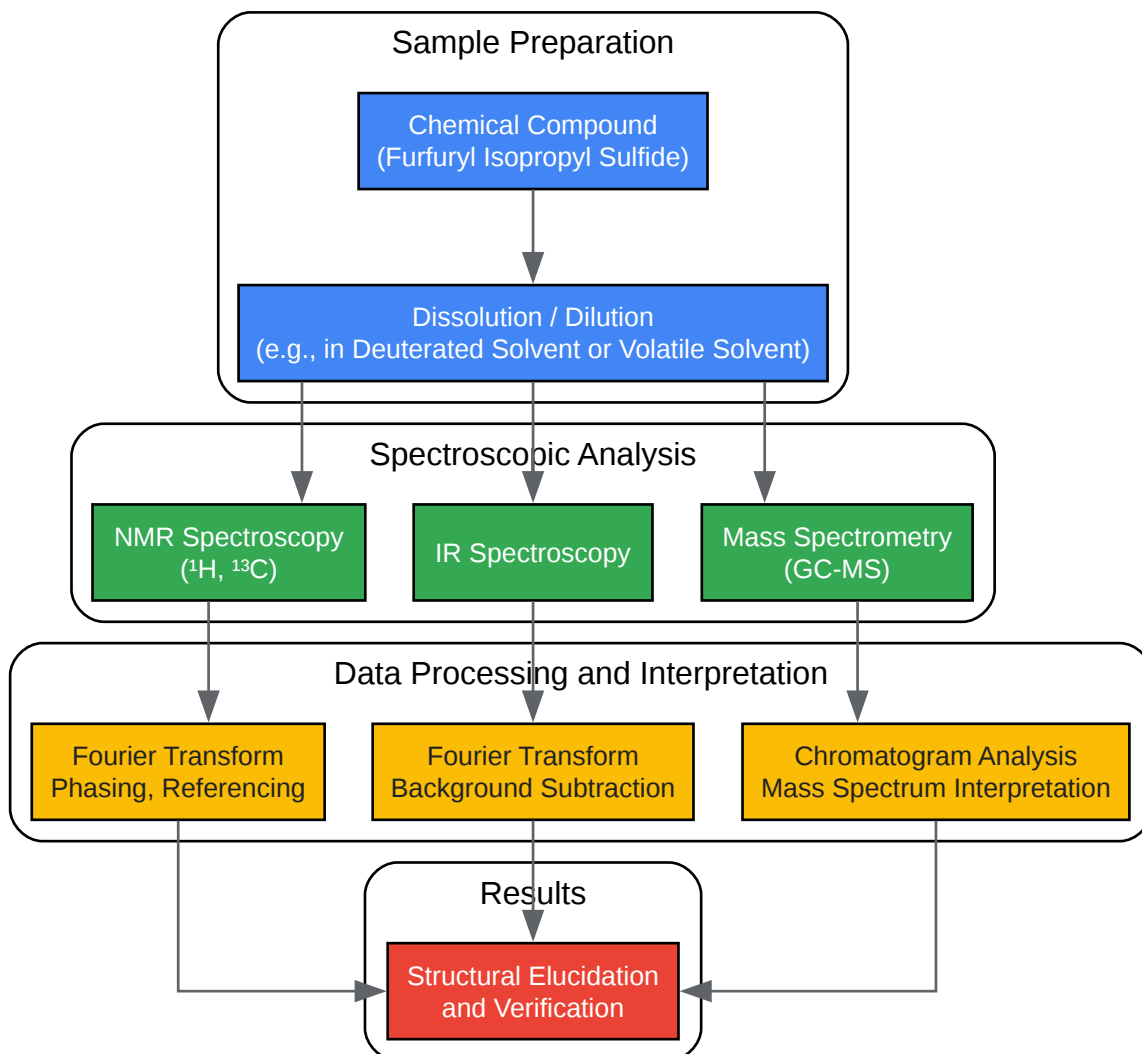 Sample Preparation
Chemical Compound
(Furfuryl Isopropyl Sulfide)
Dissolution / Dilution
(e.g., in Deuterated Solvent or Volatile Solvent)
Spectroscopic Analysis
NMR Spectroscopy
(¹H, ¹³C)
IR Spectroscopy
Mass Spectrometry
(GC-MS)
Data Processing and Interpretation
Fourier Transform
Phasing, Referencing
Fourier Transform
Background Subtraction
Chromatogram Analysis
Mass Spectrum Interpretation
Results
Structural Elucidation
and Verification